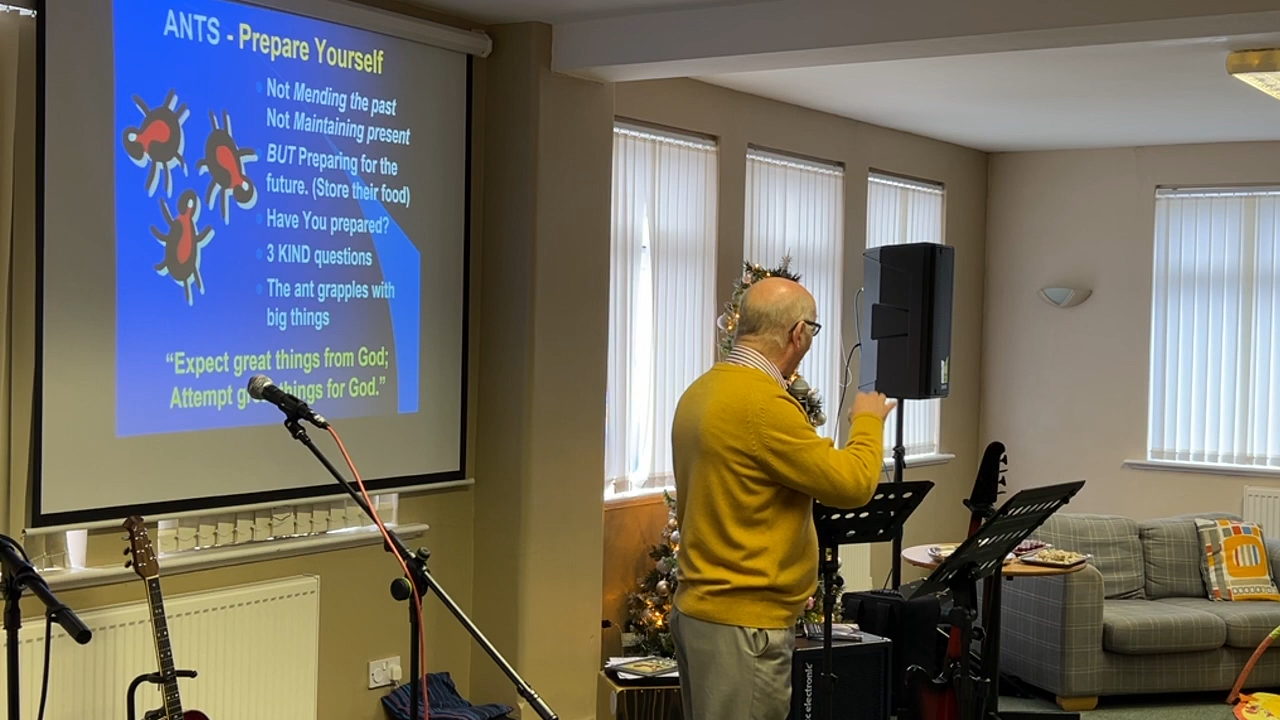 ANTS - Prepare Yourself
Not Mending the past
Not Maintaining present
BUT Preparing for the
future. (Store their food)
Have You prepared?
3 KIND questions
The ant grapples with
big things
“Expect great things from God;
Attempt great things for God.”
c electronic